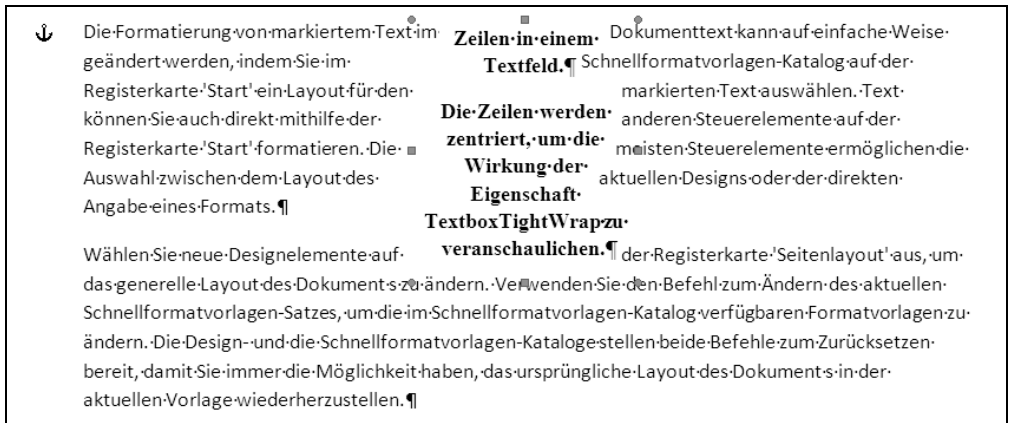 Die Formatierung von markiertem Text im Zeilen in einem Dokumenttext kann auf einfache Weise
geändert werden, indem Sie im Textfeld.¶ Schnellformatvorlagen-Katalog auf der
Registerkarte 'Start' ein Layout für den markierten Text auswählen. Text
können Sie auch direkt mithilfe der Die Zeilen werden anderen Steuerelemente auf der
Registerkarte 'Start' formatieren. Die zentriert, um die meisten Steuerelemente ermöglichen die
Auswahl zwischen dem Layout des Wirkung der aktuellen Designs oder der direkten
Angabe eines Formats.¶ Eigenschaft
TextboxTightWrap zu
Wählen Sie neue Designelemente auf veranschaulichen.¶ der Registerkarte 'Seitenlayout' aus, um
das generelle Layout des Dokuments zu ändern. Verwenden Sie den Befehl zum Ändern des aktuellen
Schnellformatvorlagen-Satzes, um die im Schnellformatvorlagen-Katalog verfügbaren Formatvorlagen zu
ändern. Die Design- und die Schnellformatvorlagen-Kataloge stellen beide Befehle zum Zurücksetzen
bereit, damit Sie immer die Möglichkeit haben, das ursprüngliche Layout des Dokuments in der
aktuellen Vorlage wiederherzustellen.¶